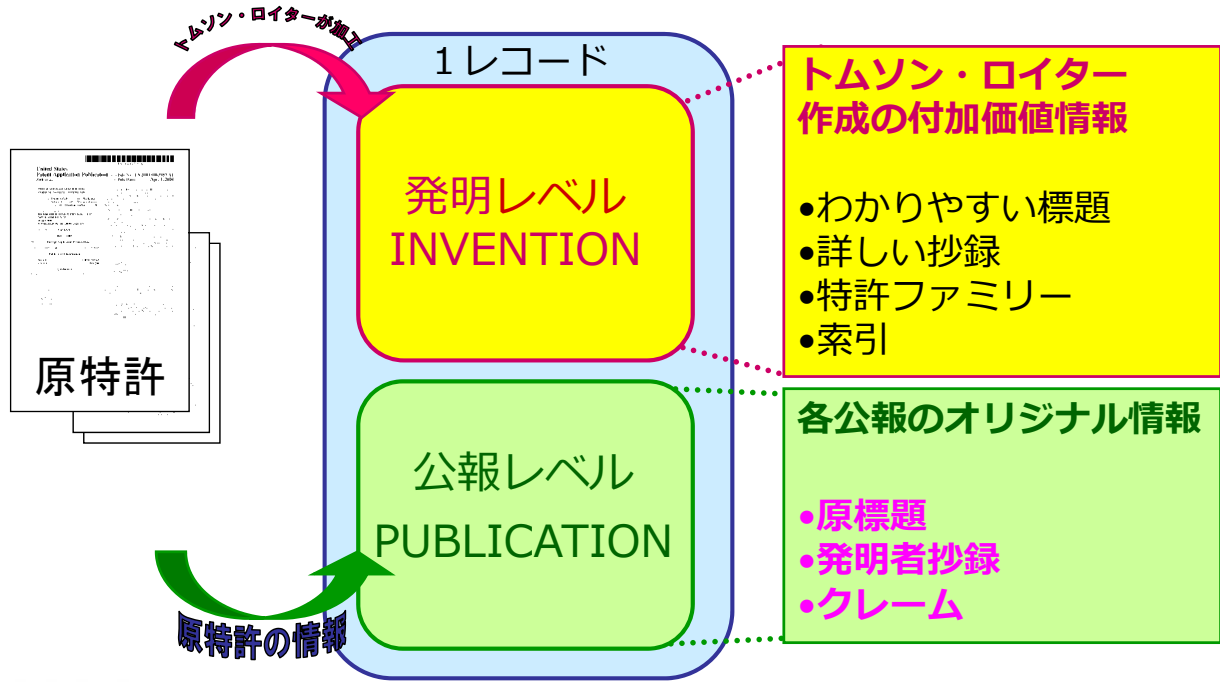 トムソン・ロイターが加工
1レコード
発明レベル
INVENTION
トムソン・ロイター
作成の付加価値情報
•わかりやすい標題
•詳しい抄録
•特許ファミリー
•索引
United States
Patent Application Publication
原特許
公報レベル
PUBLICATION
各公報のオリジナル情報
•原標題
•発明者抄録
•クレーム
原特許の情報